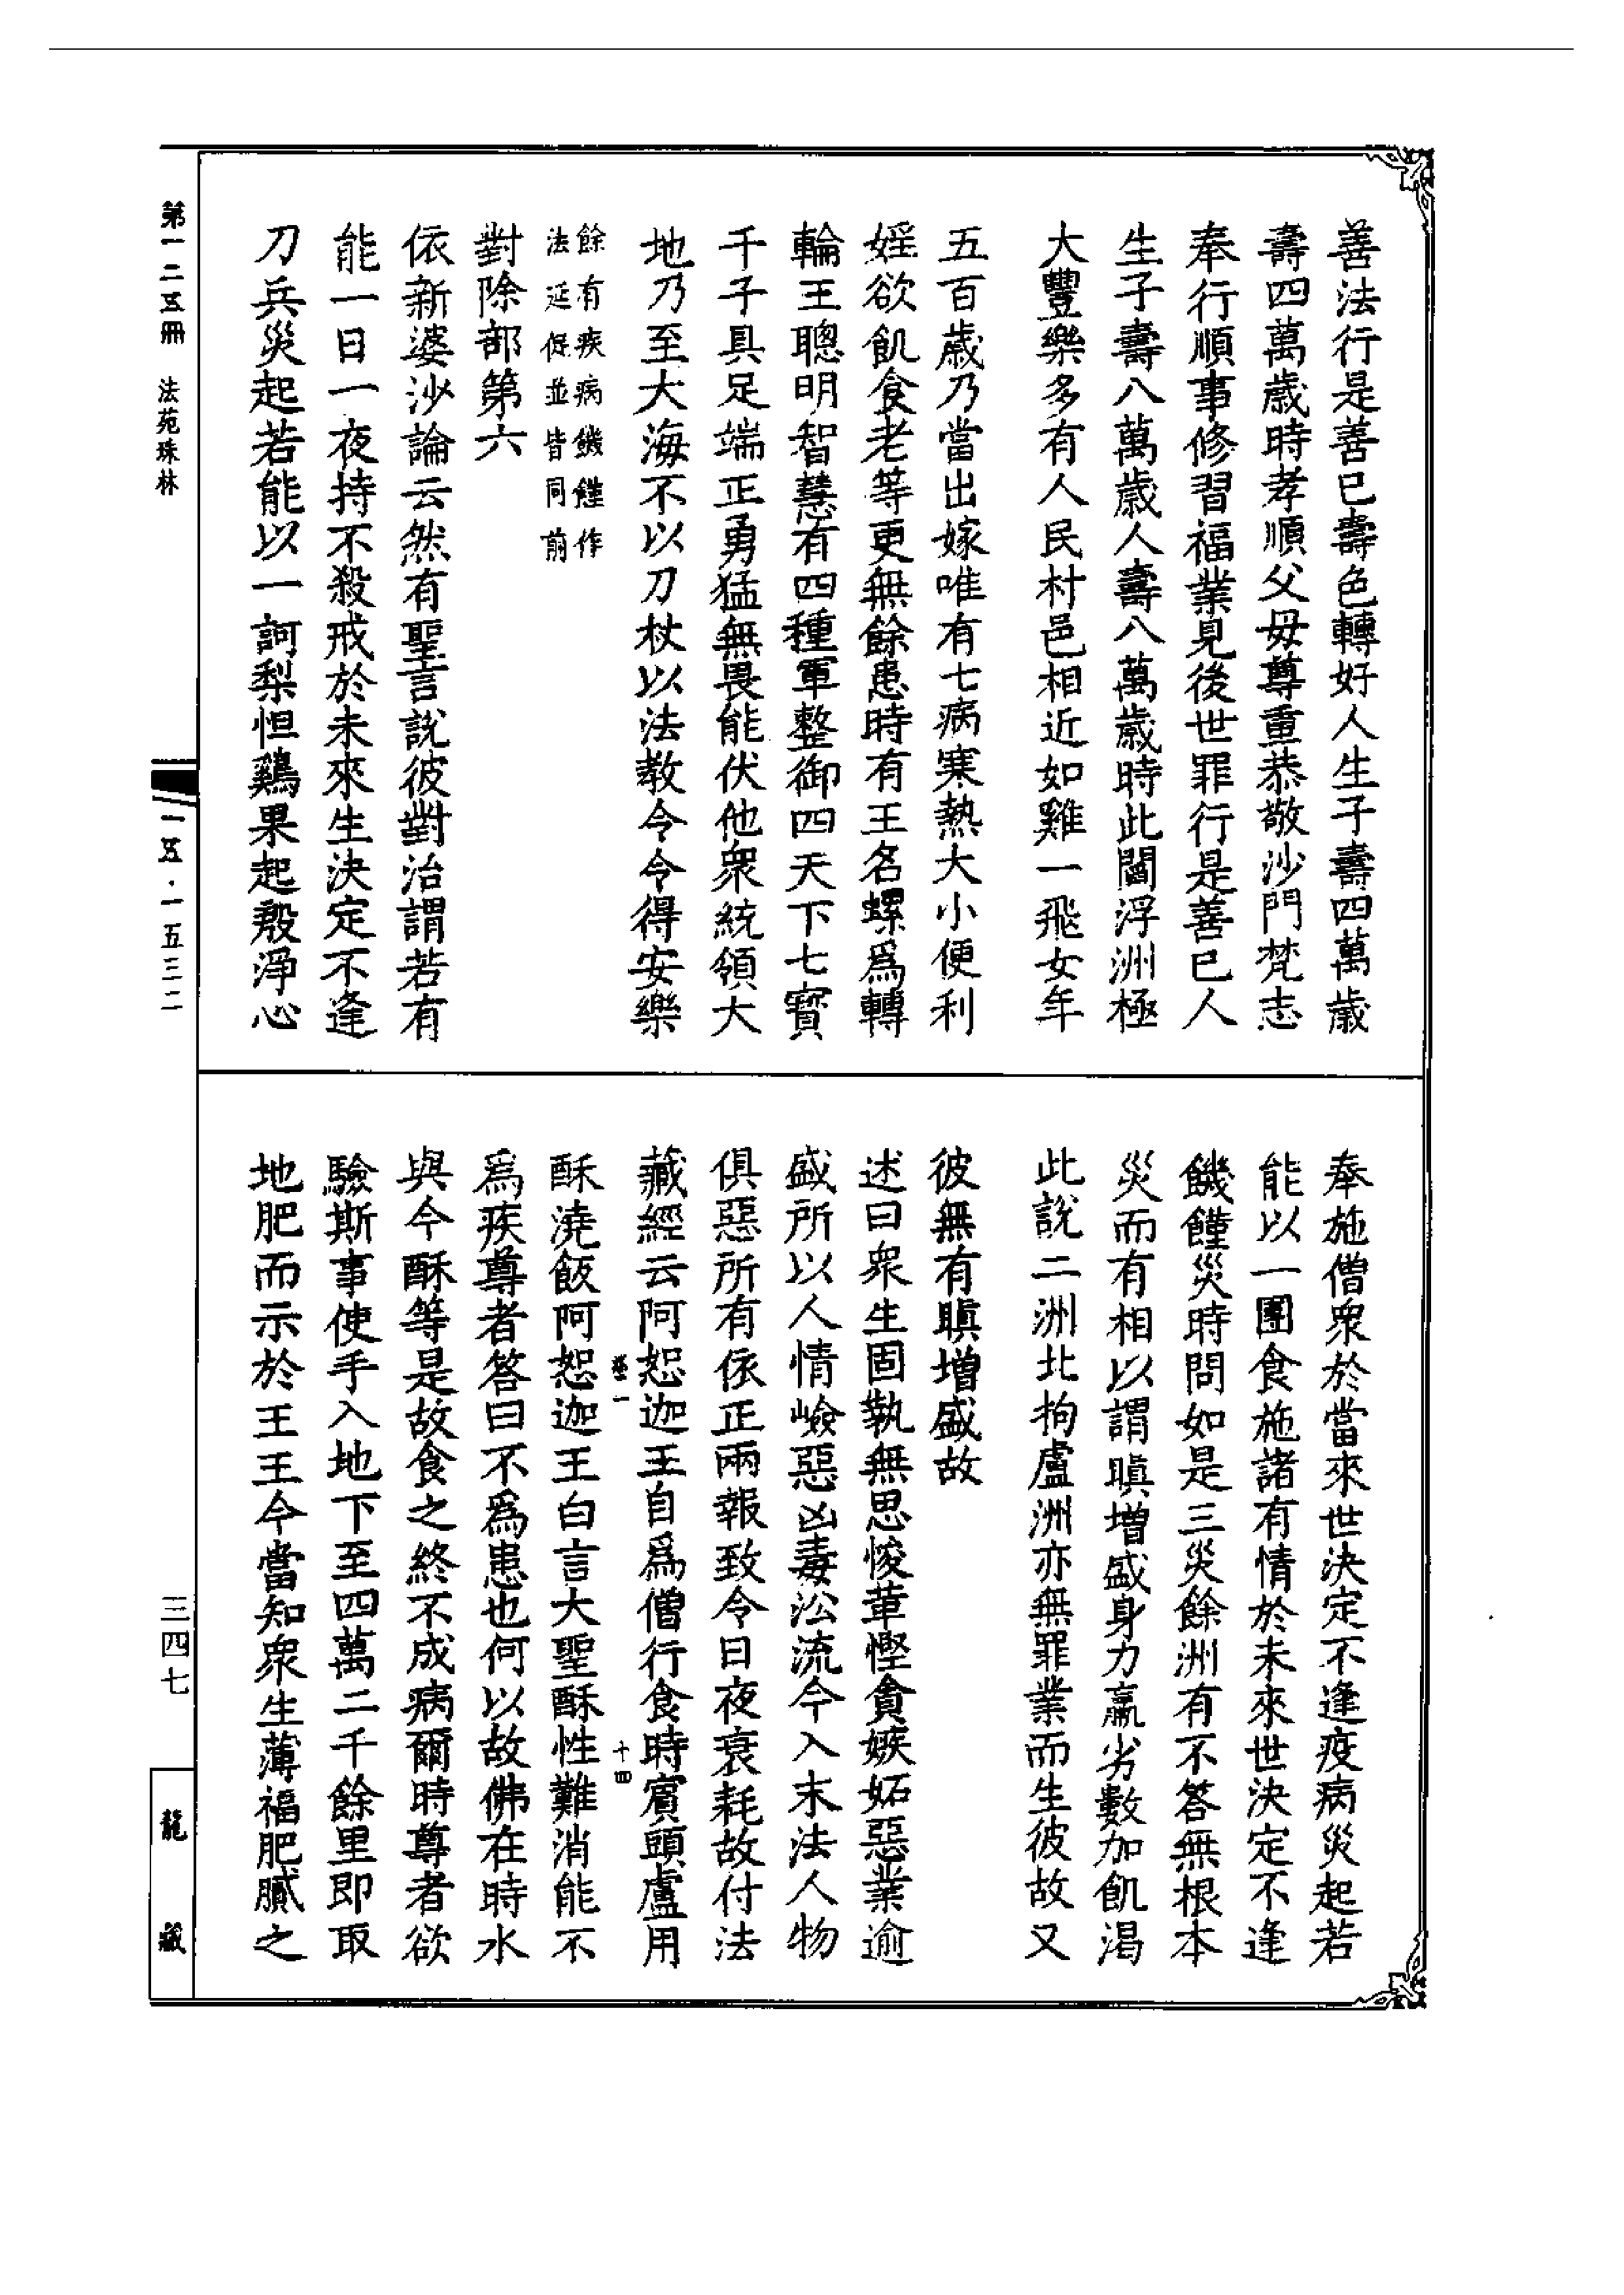 善法行是善已壽色轉好人生子壽四萬歲
壽四萬歲時孝順父母尊重恭敬沙門梵志
奉行順事修習福業見後世罪行是善已人
生子壽八萬歲人壽八萬歲時此閻浮洲極
大豐樂多有人民村邑相近如雞一飛女年
五百歲乃當出嫁唯有七病寒熱大小便利
婬欲飢食老等更無餘患時有王名螺爲轉
輪王聰明智慧有四種軍整御四天下七寶
千子具足端正勇猛無畏能伏他眾統領大
地乃至大海不以刀杖以法教令令得安樂
餘有疾病饑饉作
法延促並皆同前
對除部第六
依新婆沙論云然有聖言說彼對治謂若有
能一日一夜持不殺戒於未來生決定不逢
刀兵災起若能以一訶梨怛鷄果起殷淨心
奉施僧眾於當來世決定不逢疫病災起若
能以一團食施諸有情於未來世決定不逢
饑饉災時問如是三災餘洲有不答無根本
災而有相以謂瞋增盛身力羸劣數加飢渴
此說二洲北拘盧洲亦無罪業而生彼故又
彼無有瞋增盛故
述曰眾生固執無思悛革慳貪嫉妬惡業逾
盛所以人情嶮惡凶毒訟流今入末法人物
俱惡所有依正兩報致令日夜衰耗故付法
藏經云阿恕迦王自爲僧行食時賓頭盧用
酥澆飯阿恕迦王白言大聖酥性難消能不
爲疾尊者答曰不爲患也何以故佛在時水
與今酥等是故食之終不成病爾時尊者欲
驗斯事使手入地下至四萬二千餘里即取
地肥而示於王王今當知眾生薄福肥膩之
十四
第一二五冊 法苑珠林
一五·一五三二
三四七
龍藏